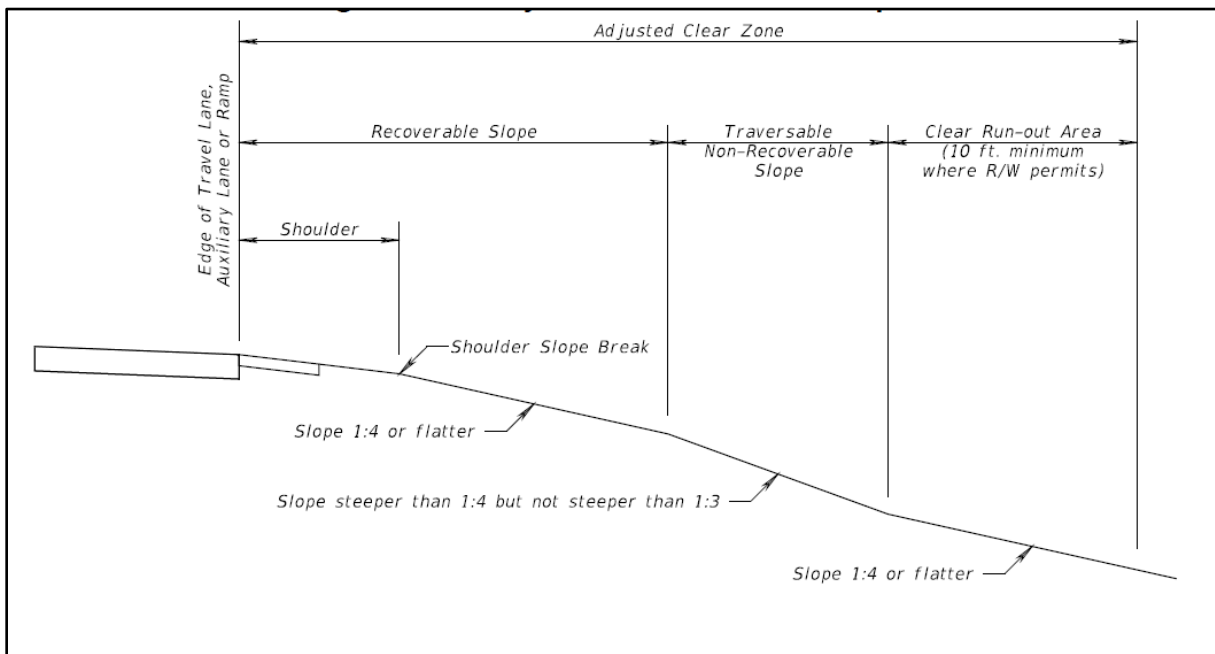 Adjusted Clear Zone
Edge of Travel Lane,
Auxiliary Lane or Ramp
Recoverable Slope
Traversable
Non-Recoverable
Slope
Clear Run-out Area
(10 ft. minimum
where R/W permits)
Shoulder
Shoulder Slope Break
Slope 1:4 or flatter
Slope steeper than 1:4 but not steeper than 1:3
Slope 1:4 or flatter